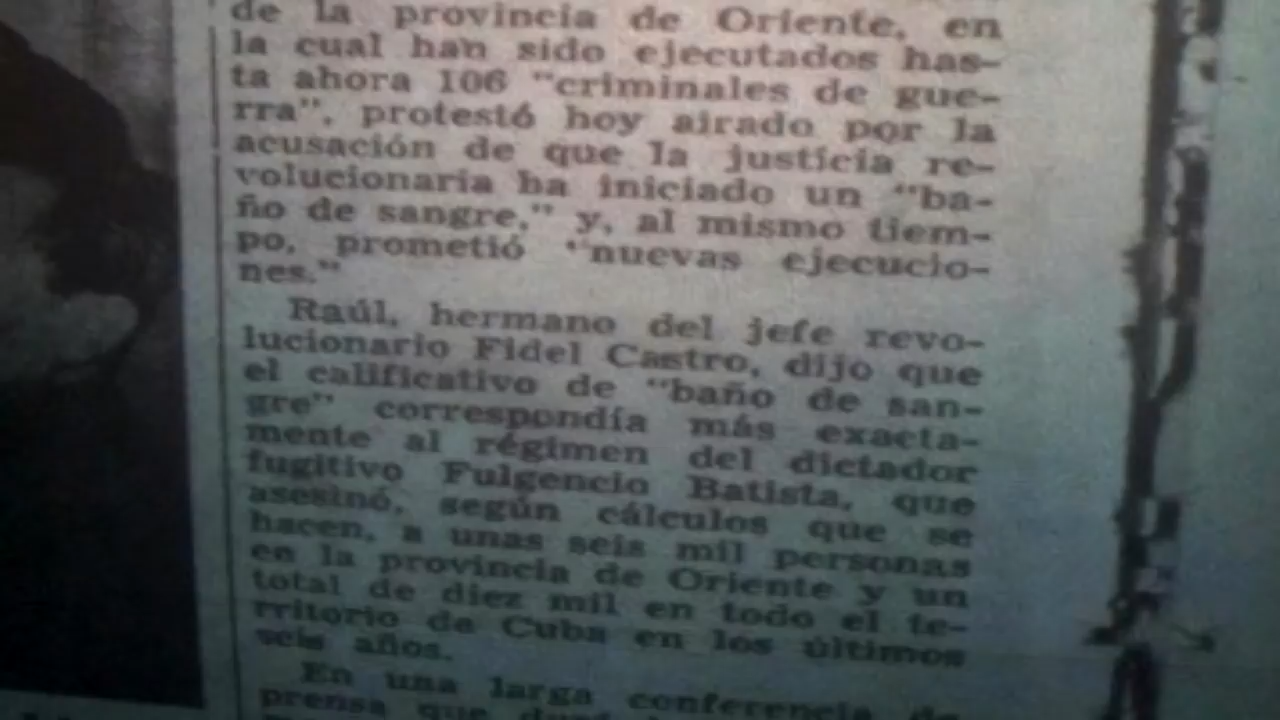 de la provincia de Oriente, en
la cual han sido ejecutados has-
ta ahora 106 "criminales de gue-
rra", protestó hoy airado por la
acusación de que la justicia re-
volucionaria ha iniciado un "ba-
ño de sangre," y, al mismo tiem-
po, prometió "nuevas ejecucio-
nes."
Raúl, hermano del jefe revo-
lucionario Fidel Castro, dijo que
el calificativo de "baño de san-
gre" correspondía más exacta-
mente al régimen del dictador
fugitivo Fulgencio Batista, que
asesinó, según cálculos que se
hacen, a unas seis mil personas
en la provincia de Oriente y un
total de diez mil en todo el te-
rritorio de Cuba en los últimos
seis años.
En una larga conferencia de
prensa que